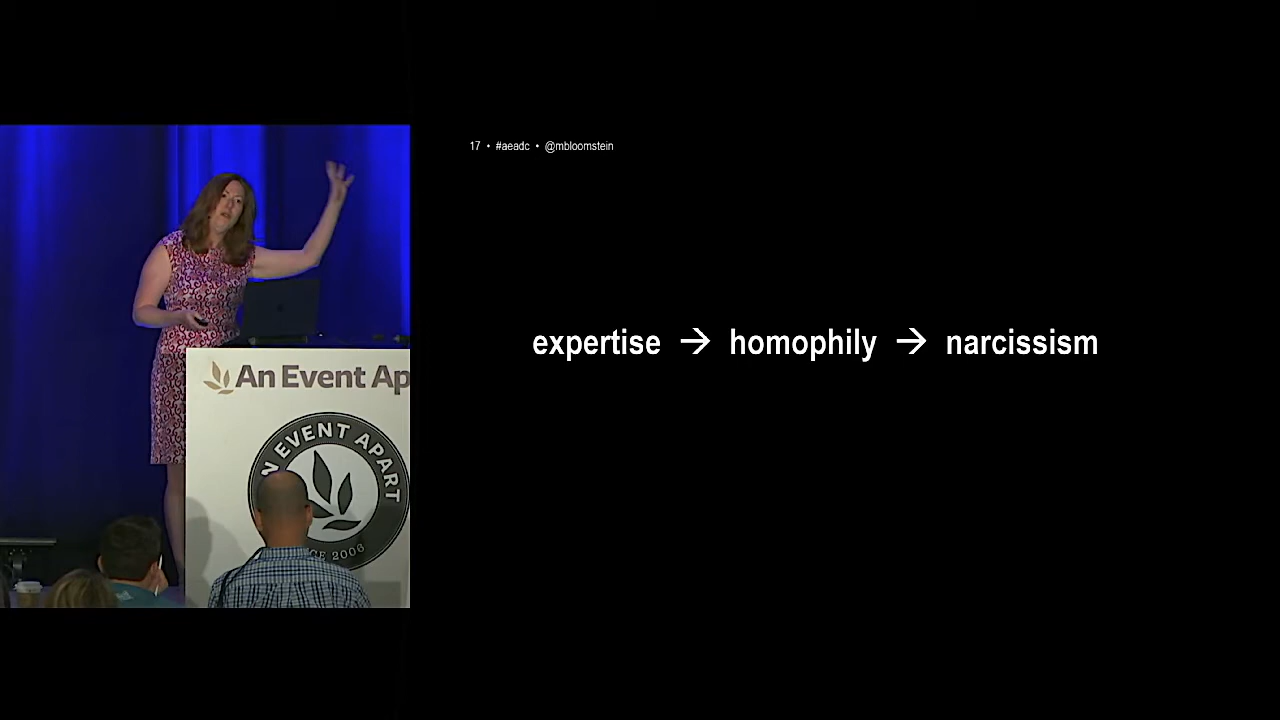 17 • #aeadc • @mbloomstein
expertise → homophily → narcissism
An Event Ap
N EVENT APART
CE 2006